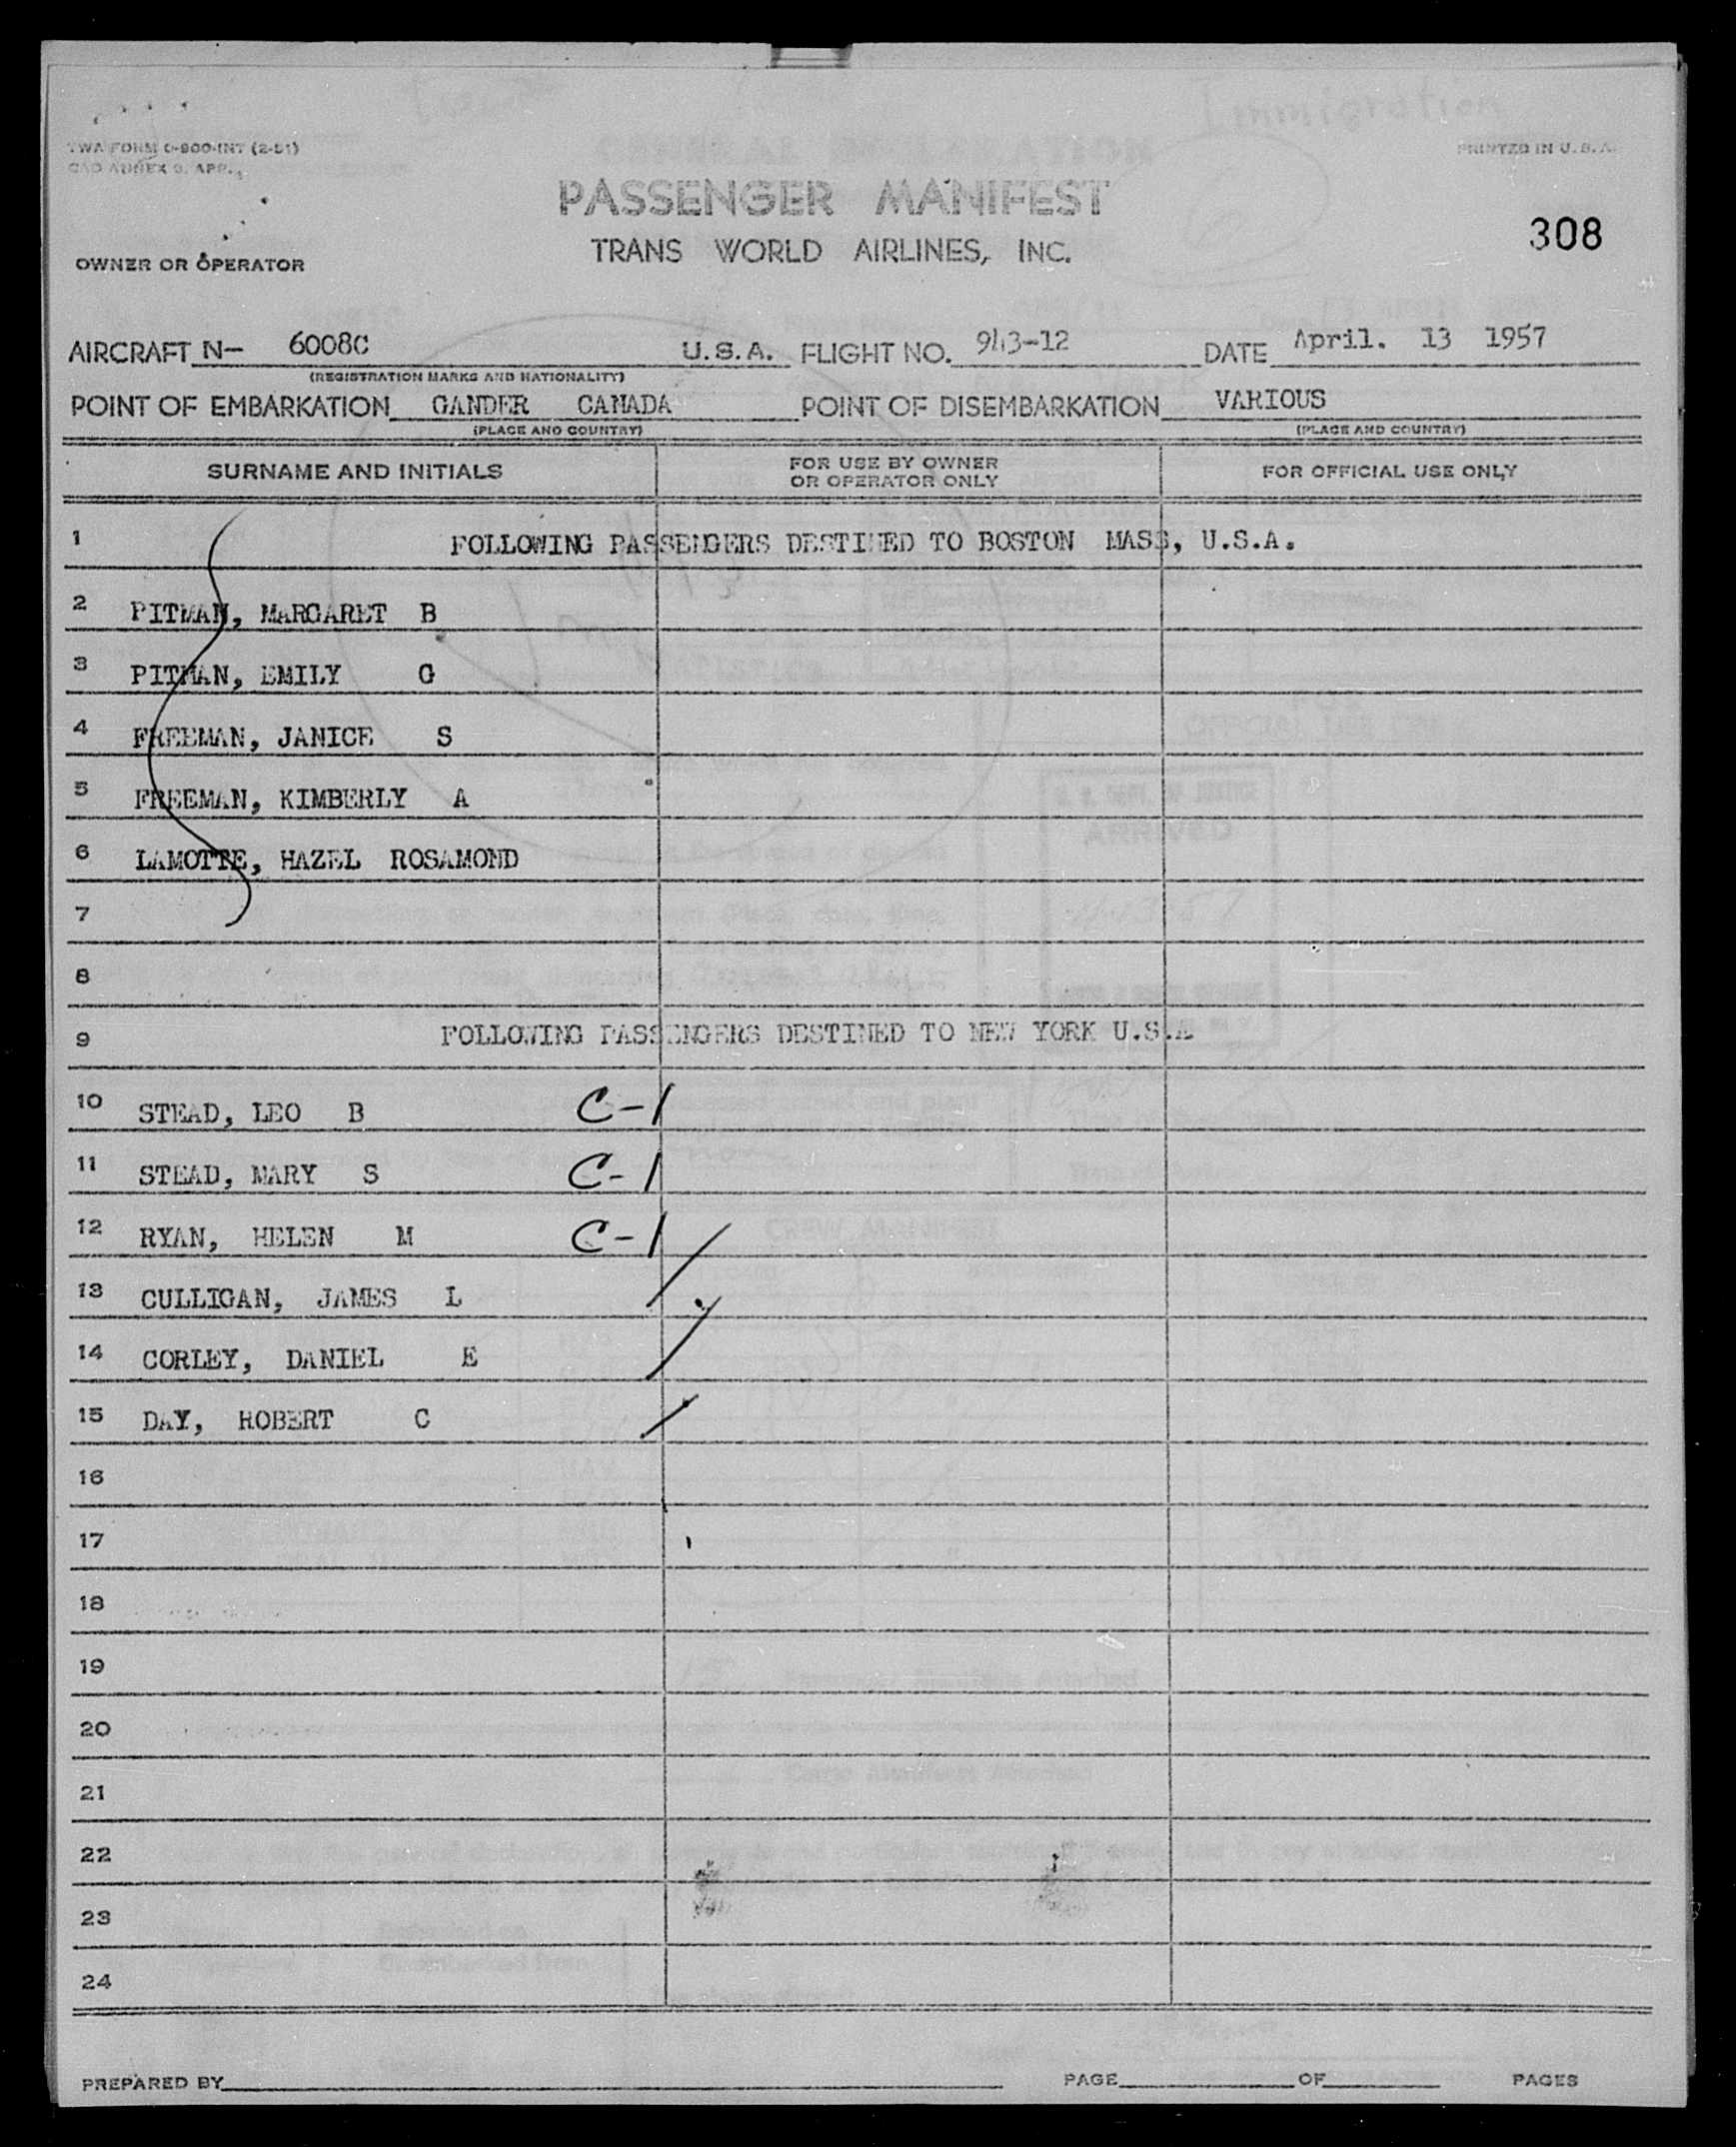 Immigration
TWA FORM 0-800-INT (2-51)
CAO ANNEX 9. APP.
PRINTED IN U.S.A.
PASSENGER MANIFEST
308
TRANS WORLD AIRLINES, INC.
OWNER OR OPERATOR
AIRCRAFT N- 6008C U.S.A. FLIGHT NO. 943-12 DATE April. 13 1957
(REGISTRATION MARKS AND NATIONALITY)
POINT OF EMBARKATION GANDER CANADA POINT OF DISEMBARKATION VARIOUS
(PLACE AND COUNTRY) (PLACE AND COUNTRY)
SURNAME AND INITIALS FOR USE BY OWNER OR OPERATOR ONLY FOR OFFICIAL USE ONLY
1 FOLLOWING PASSENGERS DESTINED TO BOSTON MASS, U.S.A.
2 PITMAN, MARGARET B
3 PITMAN, EMILY G
4 FREEMAN, JANICE S
5 FREEMAN, KIMBERLY A
6 LAMOTTE, HAZEL ROSAMOND
7
8
9 FOLLOWING PASSENGERS DESTINED TO NEW YORK U.S.A
10 STEAD, LEO B C-1
11 STEAD, MARY S C-1
12 RYAN, HELEN M C-1
13 CULLIGAN, JAMES L
14 CORLEY, DANIEL E
15 DAY, ROBERT C
16
17
18
19
20
21
22
23
24
PREPARED BY PAGE OF PAGES